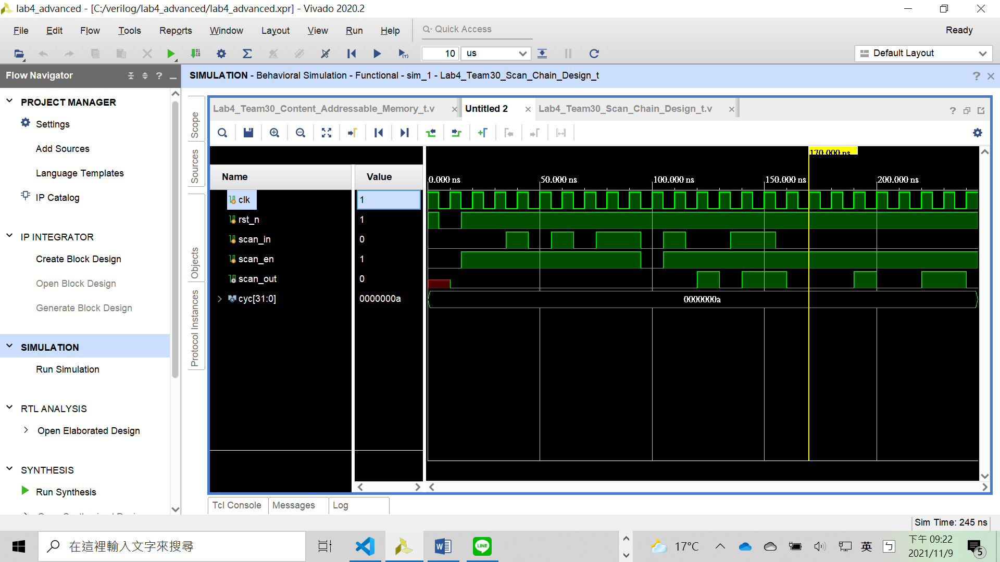 lab4_advanced - [C:/verilog/lab4_advanced/lab4_advanced.xpr] - Vivado 2020.2
File Edit Flow Tools Reports Window Layout View Run Help
Quick Access
Ready
10 us
Default Layout
Flow Navigator
SIMULATION - Behavioral Simulation - Functional - sim_1 - Lab4_Team30_Scan_Chain_Design_t
PROJECT MANAGER
Settings
Add Sources
Language Templates
IP Catalog
IP INTEGRATOR
Create Block Design
Open Block Design
Generate Block Design
SIMULATION
Run Simulation
RTL ANALYSIS
Open Elaborated Design
SYNTHESIS
Run Synthesis
Scope
Sources
Objects
Protocol Instances
Lab4_Team30_Content_Addressable_Memory_t.v
Untitled 2
Lab4_Team30_Scan_Chain_Design_t.v
170.000 ns
Name Value
0.000 ns 50.000 ns 100.000 ns 150.000 ns 200.000 ns
clk 1
rst_n 1
scan_in 0
scan_en 1
scan_out 0
cyc[31:0] 0000000a 0000000a
Tcl Console Messages Log
Sim Time: 245 ns
在這裡輸入文字來搜尋
W
LINE
17°C
英
ㄅ
下午 09:22
2021/11/9
5